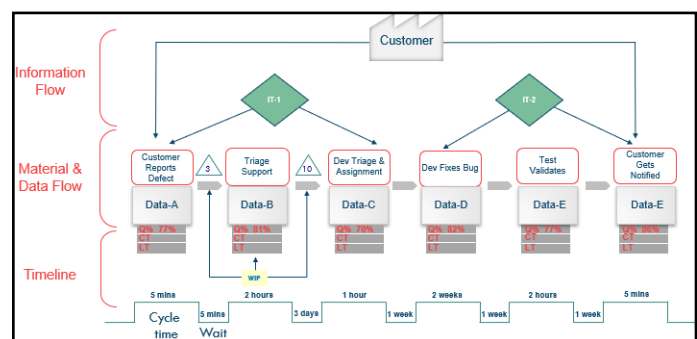 Customer
Information
Flow
IT-1
IT-2
Material &
Data Flow
Customer
Reports
Defect
3
Triage
Support
10
Dev Triage &
Assignment
Dev Fixes Bug
Test
Validates
Customer
Gets
Notified
Data-A
Data-B
Data-C
Data-D
Data-E
Data-E
Q% 77%
CT
LT
Q% 81%
CT
LT
Q% 70%
CT
LT
Q% 82%
CT
LT
Q% 77%
CT
LT
Q% 86%
CT
LT
WIP
Timeline
5 mins
2 hours
1 hour
2 weeks
2 hours
5 mins
Cycle
time
5 mins
Wait
3 days
1 week
1 week
1 week